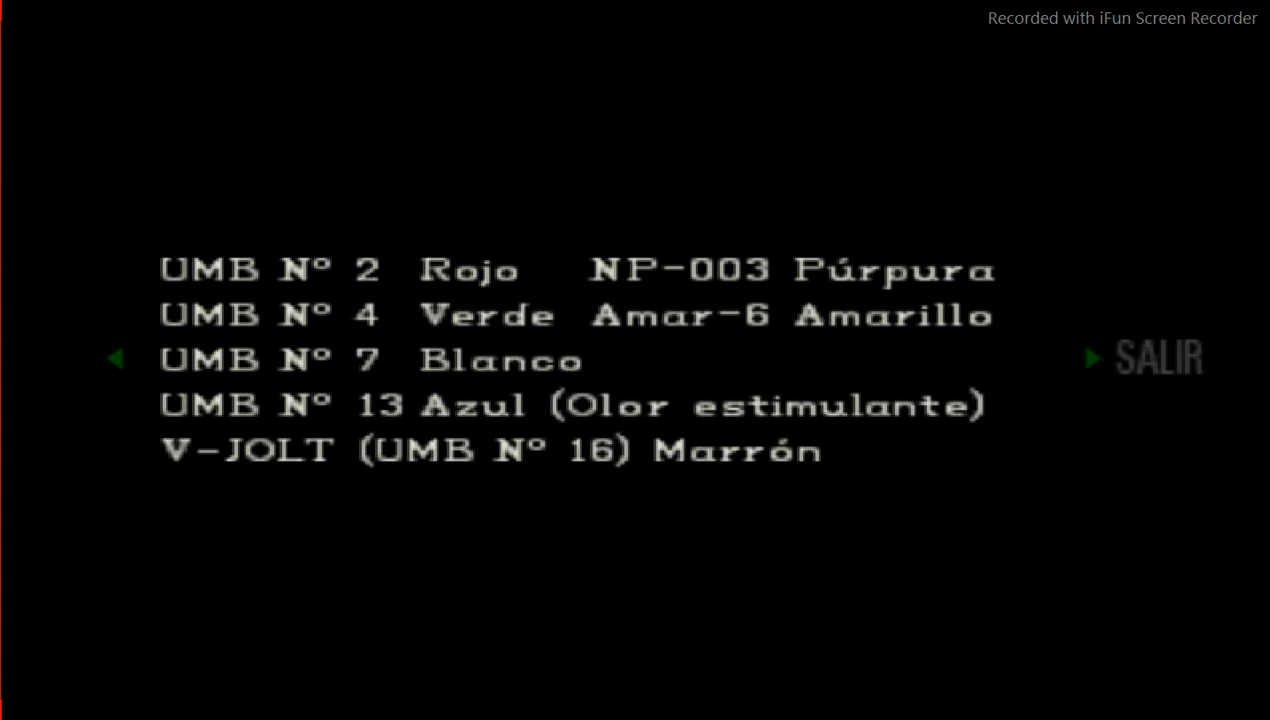 Recorded with iFun Screen Recorder
UMB Nº 2 Rojo NP-003 Púrpura
UMB Nº 4 Verde Amar-6 Amarillo
UMB Nº 7 Blanco
SALIR
UMB Nº 13 Azul (Olor estimulante)
V-JOLT (UMB Nº 16) Marrón